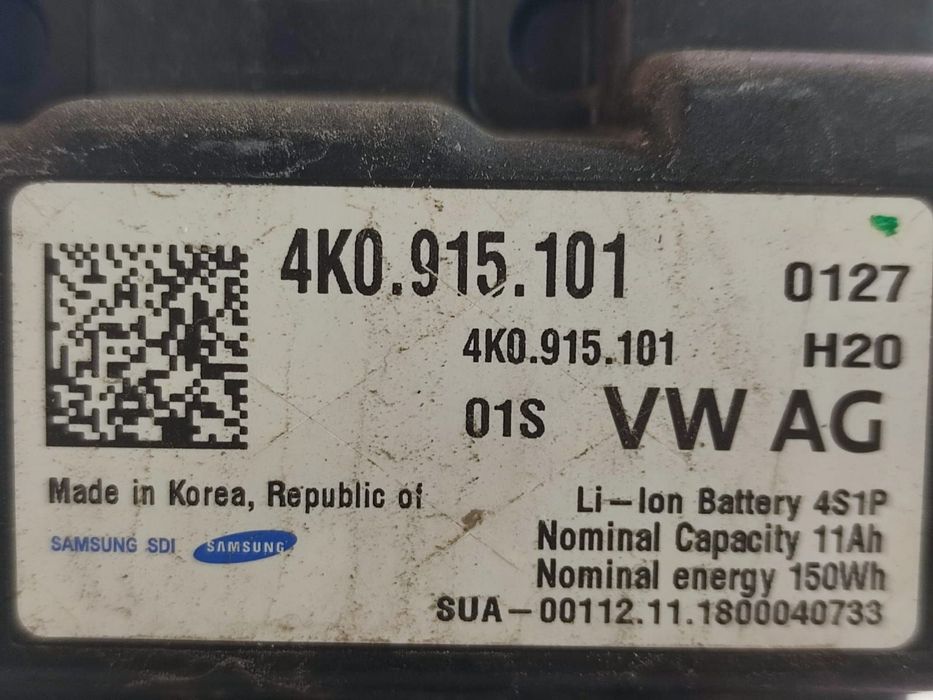 4K0.915.101
0127
4K0.915.101
H20
01S
VW AG
Made in Korea, Republic of
Li-Ion Battery 4S1P
SAMSUNG SDI
SAMSUNG
Nominal Capacity 11Ah
Nominal energy 150Wh
SUA-00112.11.1800040733